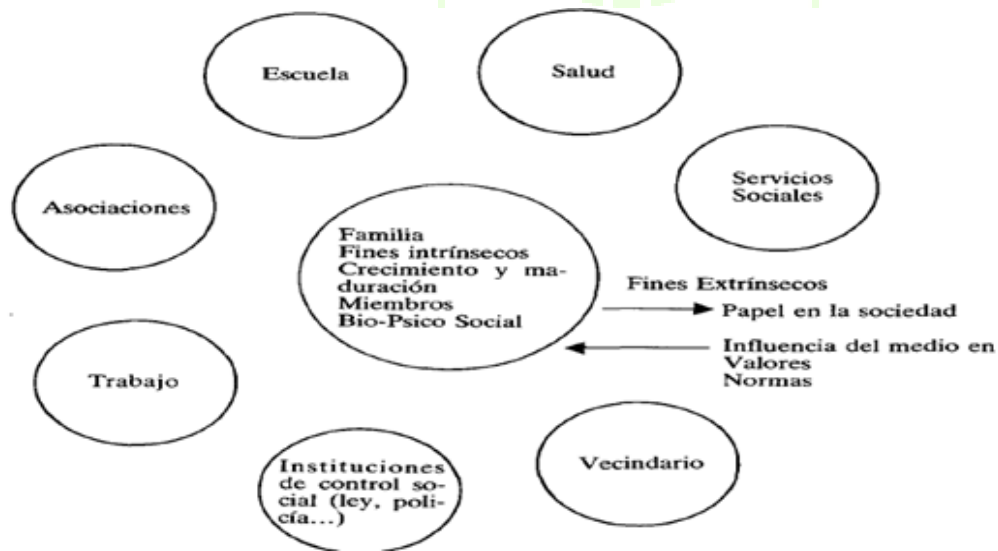 Escuela
Salud
Asociaciones
Servicios
Sociales
Familia
Fines intrínsecos
Crecimiento y ma-
duración
Miembros
Bio-Psico Social
Fines Extrínsecos
Papel en la sociedad
Influencia del medio en
Valores
Normas
Trabajo
Instituciones
de control so-
cial (ley, poli-
cía...)
Vecindario